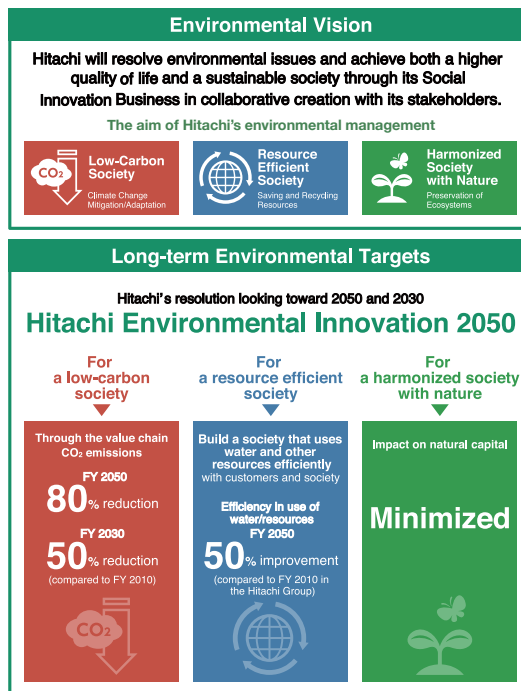 Environmental Vision
Hitachi will resolve environmental issues and achieve both a higher
quality of life and a sustainable society through its Social
Innovation Business in collaborative creation with its stakeholders.
The aim of Hitachi's environmental management
CO₂
Low-Carbon
Society
Climate Change
Mitigation/Adaptation
Resource
Efficient
Society
Saving and Recycling
Resources
Harmonized
Society
with Nature
Preservation of
Ecosystems
Long-term Environmental Targets
Hitachi's resolution looking toward 2050 and 2030
Hitachi Environmental Innovation 2050
For
a low-carbon
society
Through the value chain
CO₂ emissions
FY 2050
80% reduction
FY 2030
50% reduction
(compared to FY 2010)
CO₂
For
a resource efficient
society
Build a society that uses
water and other
resources efficiently
with customers and society
Efficiency in use of
water/resources
FY 2050
50% improvement
(compared to FY 2010 in
the Hitachi Group)
For
a harmonized society
with nature
Impact on natural capital
Minimized